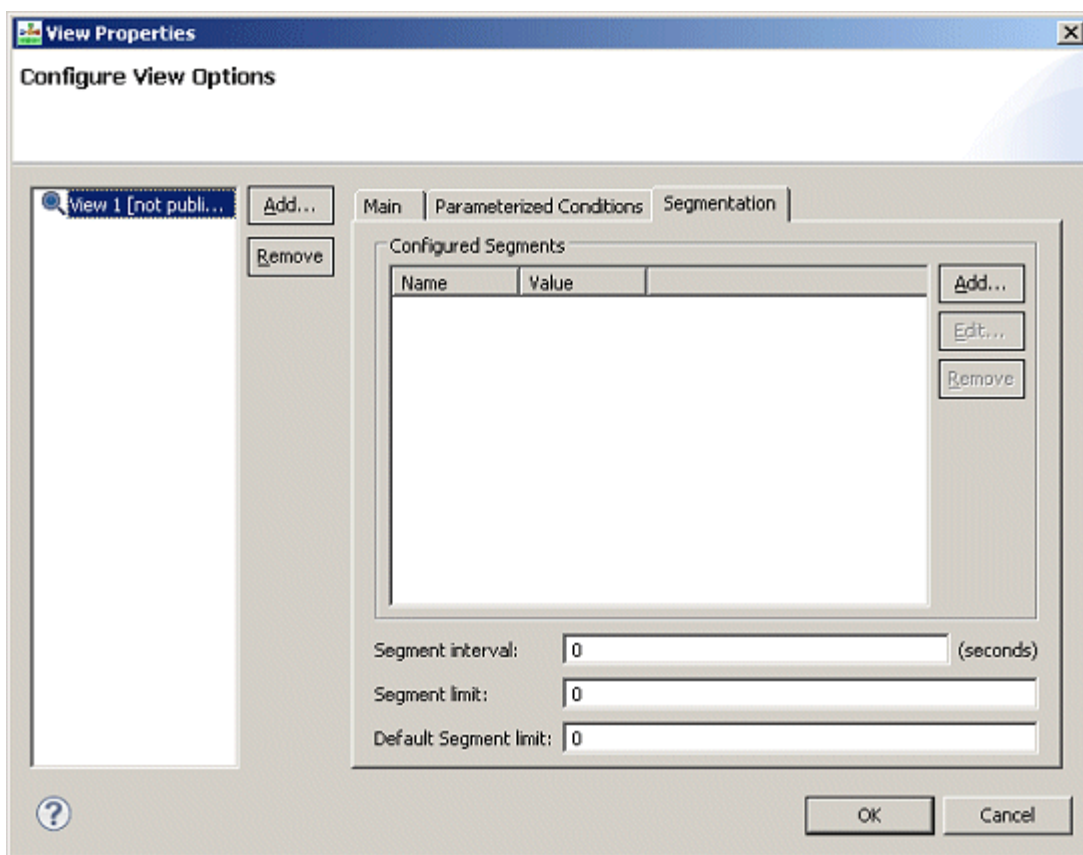 View Properties
Configure View Options
View 1 [not publi...
Add...
Remove
Main
Parameterized Conditions
Segmentation
Configured Segments
Name
Value
Add...
Edit...
Remove
Segment interval:
0
(seconds)
Segment limit:
0
Default Segment limit:
0
?
OK
Cancel